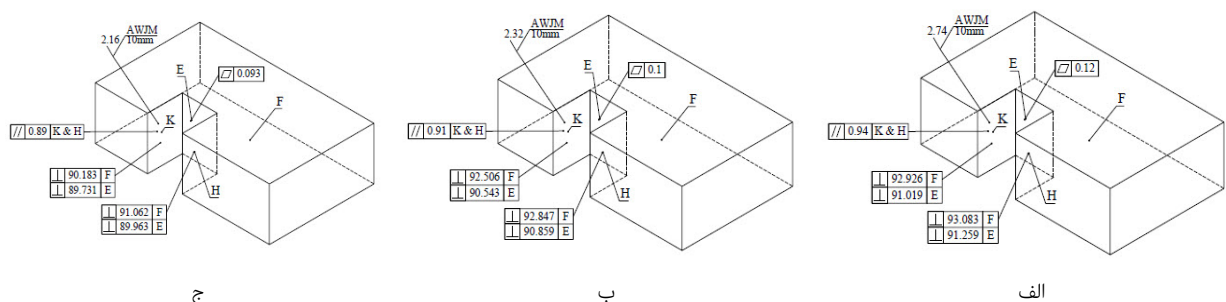 AWJM
2.16 10mm
E
⏥ 0.093
F
K
// 0.89 K & H
⊥ 90.183 F
⊥ 89.731 E
H
⊥ 91.062 F
⊥ 89.963 E
ج
AWJM
2.32 10mm
E
⏥ 0.1
F
K
// 0.91 K & H
⊥ 92.506 F
⊥ 90.543 E
H
⊥ 92.847 F
⊥ 90.859 E
ب
AWJM
2.74 10mm
E
⏥ 0.12
F
K
// 0.94 K & H
⊥ 92.926 F
⊥ 91.019 E
H
⊥ 93.083 F
⊥ 91.259 E
الف